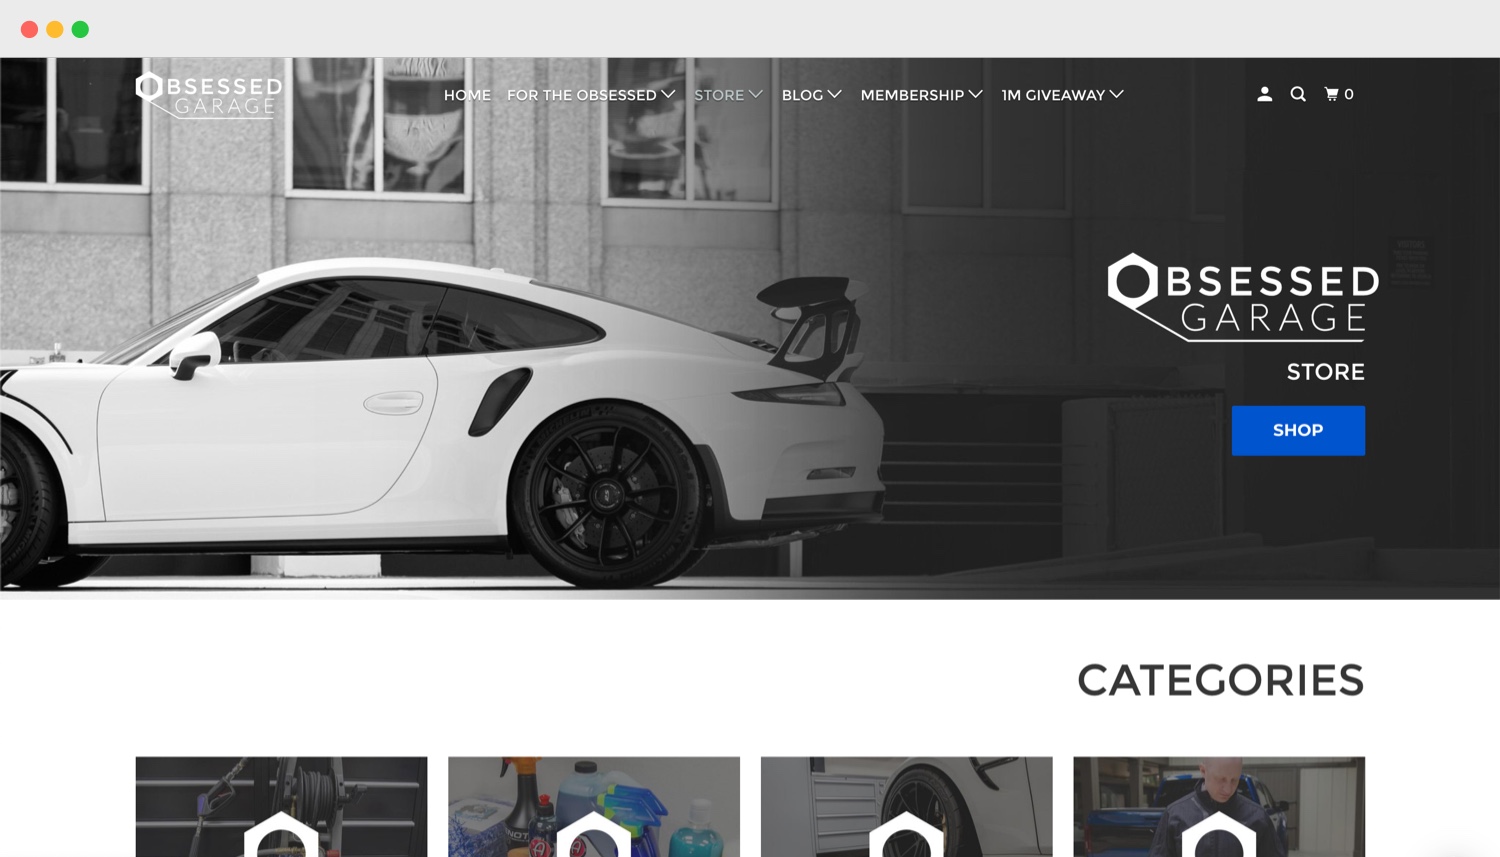 OBSESSED
GARAGE
HOME FOR THE OBSESSED STORE BLOG MEMBERSHIP 1M GIVEAWAY 0
OBSESSED
GARAGE
STORE
SHOP
CATEGORIES